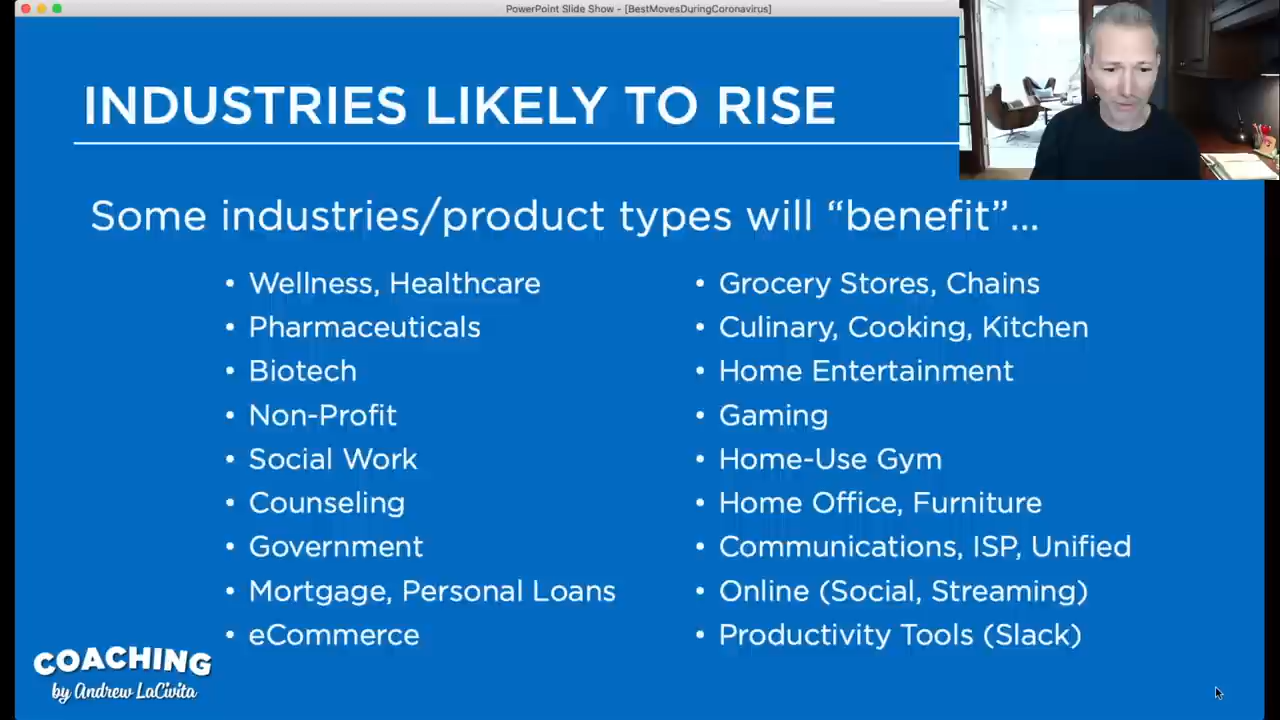 PowerPoint Slide Show - [BestMovesDuringCoronavirus]
INDUSTRIES LIKELY TO RISE
Some industries/product types will “benefit”...
• Wellness, Healthcare
• Pharmaceuticals
• Biotech
• Non-Profit
• Social Work
• Counseling
• Government
• Mortgage, Personal Loans
• eCommerce
• Grocery Stores, Chains
• Culinary, Cooking, Kitchen
• Home Entertainment
• Gaming
• Home-Use Gym
• Home Office, Furniture
• Communications, ISP, Unified
• Online (Social, Streaming)
• Productivity Tools (Slack)
COACHING
by Andrew LaCivita